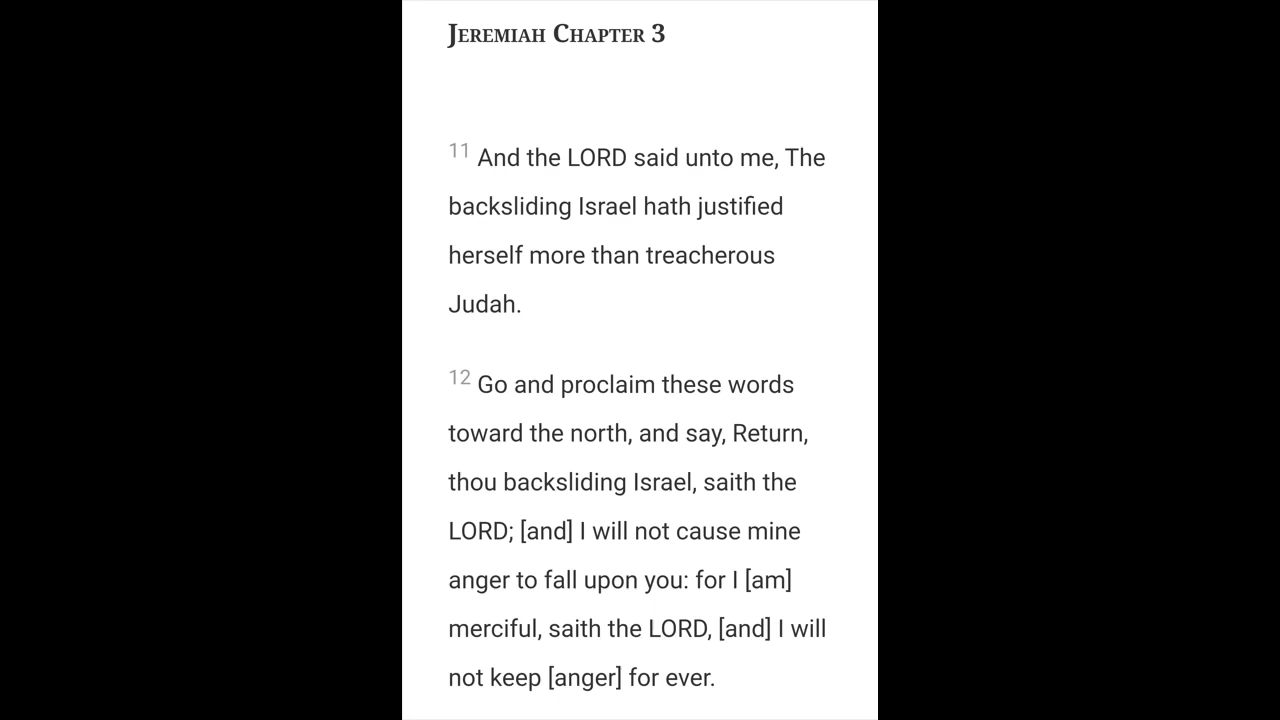 Jeremiah Chapter 3
11 And the LORD said unto me, The
backsliding Israel hath justified
herself more than treacherous
Judah.
12 Go and proclaim these words
toward the north, and say, Return,
thou backsliding Israel, saith the
LORD; [and] I will not cause mine
anger to fall upon you: for I [am]
merciful, saith the LORD, [and] I will
not keep [anger] for ever.